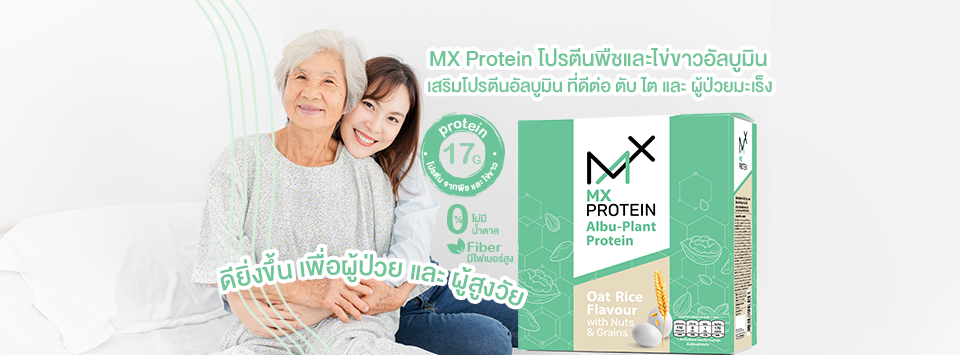 MX Protein โปรตีนพืชและไข่ขาวอัลบูมิน
เสริมโปรตีนอัลบูมิน ที่ดีต่อ ตับ ไต และ ผู้ป่วยมะเร็ง
protein
17G
โปรตีน จากพืช และ ไข่ขาว
0%
ไม่มี
น้ำตาล
Fiber
มีไฟเบอร์สูง
ดียิ่งขึ้น เพื่อผู้ป่วย และ ผู้สูงวัย
MX
MX
PROTEIN
Albu-Plant
Protein
Oat Rice
Flavour
with Nuts
& Grains
MX
PROTEIN